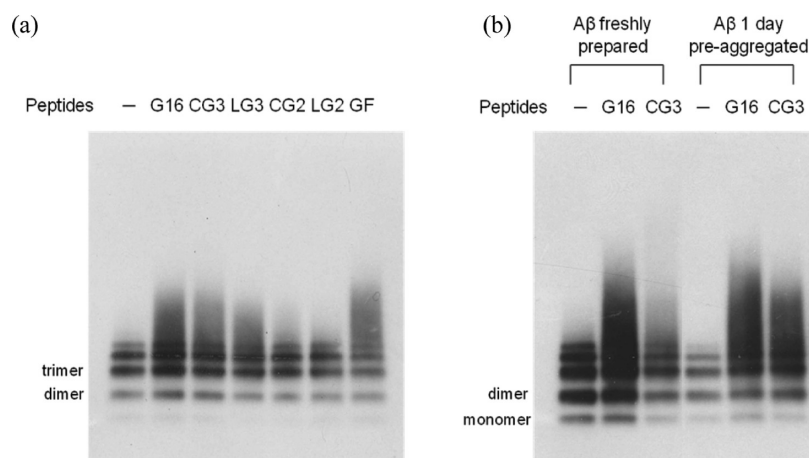 (a)
Peptides – G16 CG3 LG3 CG2 LG2 GF
trimer
dimer
(b)
Aβ freshly prepared
Aβ 1 day pre-aggregated
Peptides – G16 CG3 – G16 CG3
dimer
monomer